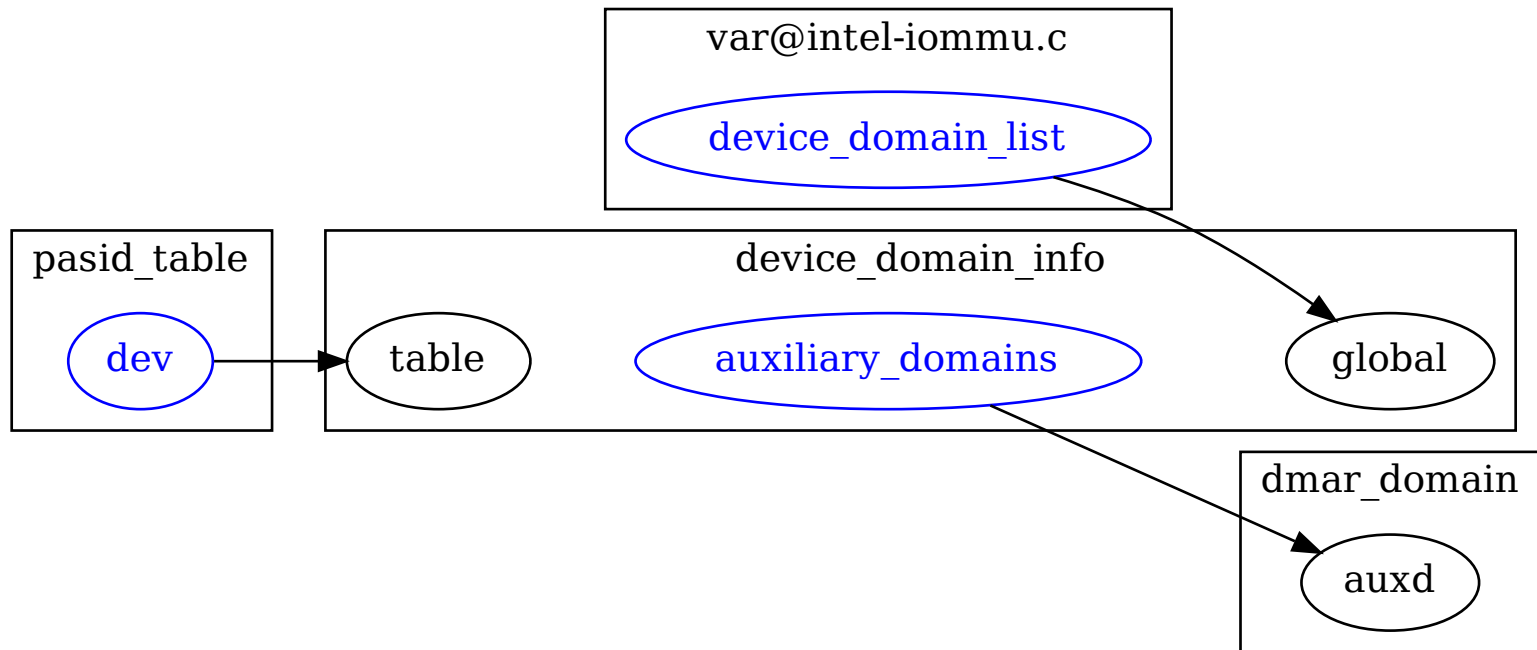 var@intel-iommu.c
device_domain_list
pasid_table
device_domain_info
dev
table
auxiliary_domains
global
dmar_domain
auxd